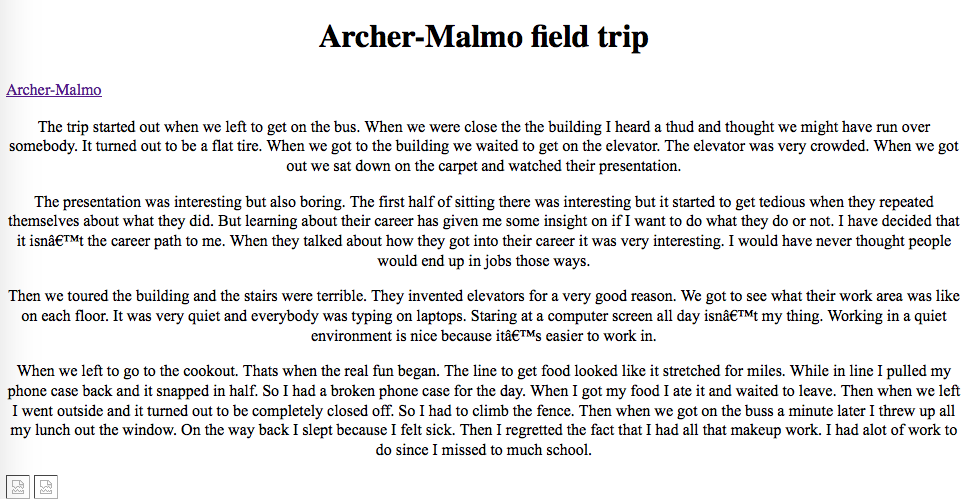 Archer-Malmo field trip
Archer-Malmo
The trip started out when we left to get on the bus. When we were close the the building I heard a thud and thought we might have run over
somebody. It turned out to be a flat tire. When we got to the building we waited to get on the elevator. The elevator was very crowded. When we got
out we sat down on the carpet and watched their presentation.
The presentation was interesting but also boring. The first half of sitting there was interesting but it started to get tedious when they repeated
themselves about what they did. But learning about their career has given me some insight on if I want to do what they do or not. I have decided that
it isnâ€™t the career path to me. When they talked about how they got into their career it was very interesting. I would have never thought people
would end up in jobs those ways.
Then we toured the building and the stairs were terrible. They invented elevators for a very good reason. We got to see what their work area was like
on each floor. It was very quiet and everybody was typing on laptops. Staring at a computer screen all day isnâ€™t my thing. Working in a quiet
environment is nice because itâ€™s easier to work in.
When we left to go to the cookout. Thats when the real fun began. The line to get food looked like it stretched for miles. While in line I pulled my
phone case back and it snapped in half. So I had a broken phone case for the day. When I got my food I ate it and waited to leave. Then when we left
I went outside and it turned out to be completely closed off. So I had to climb the fence. Then when we got on the buss a minute later I threw up all
my lunch out the window. On the way back I slept because I felt sick. Then I regretted the fact that I had all that makeup work. I had alot of work to
do since I missed to much school.